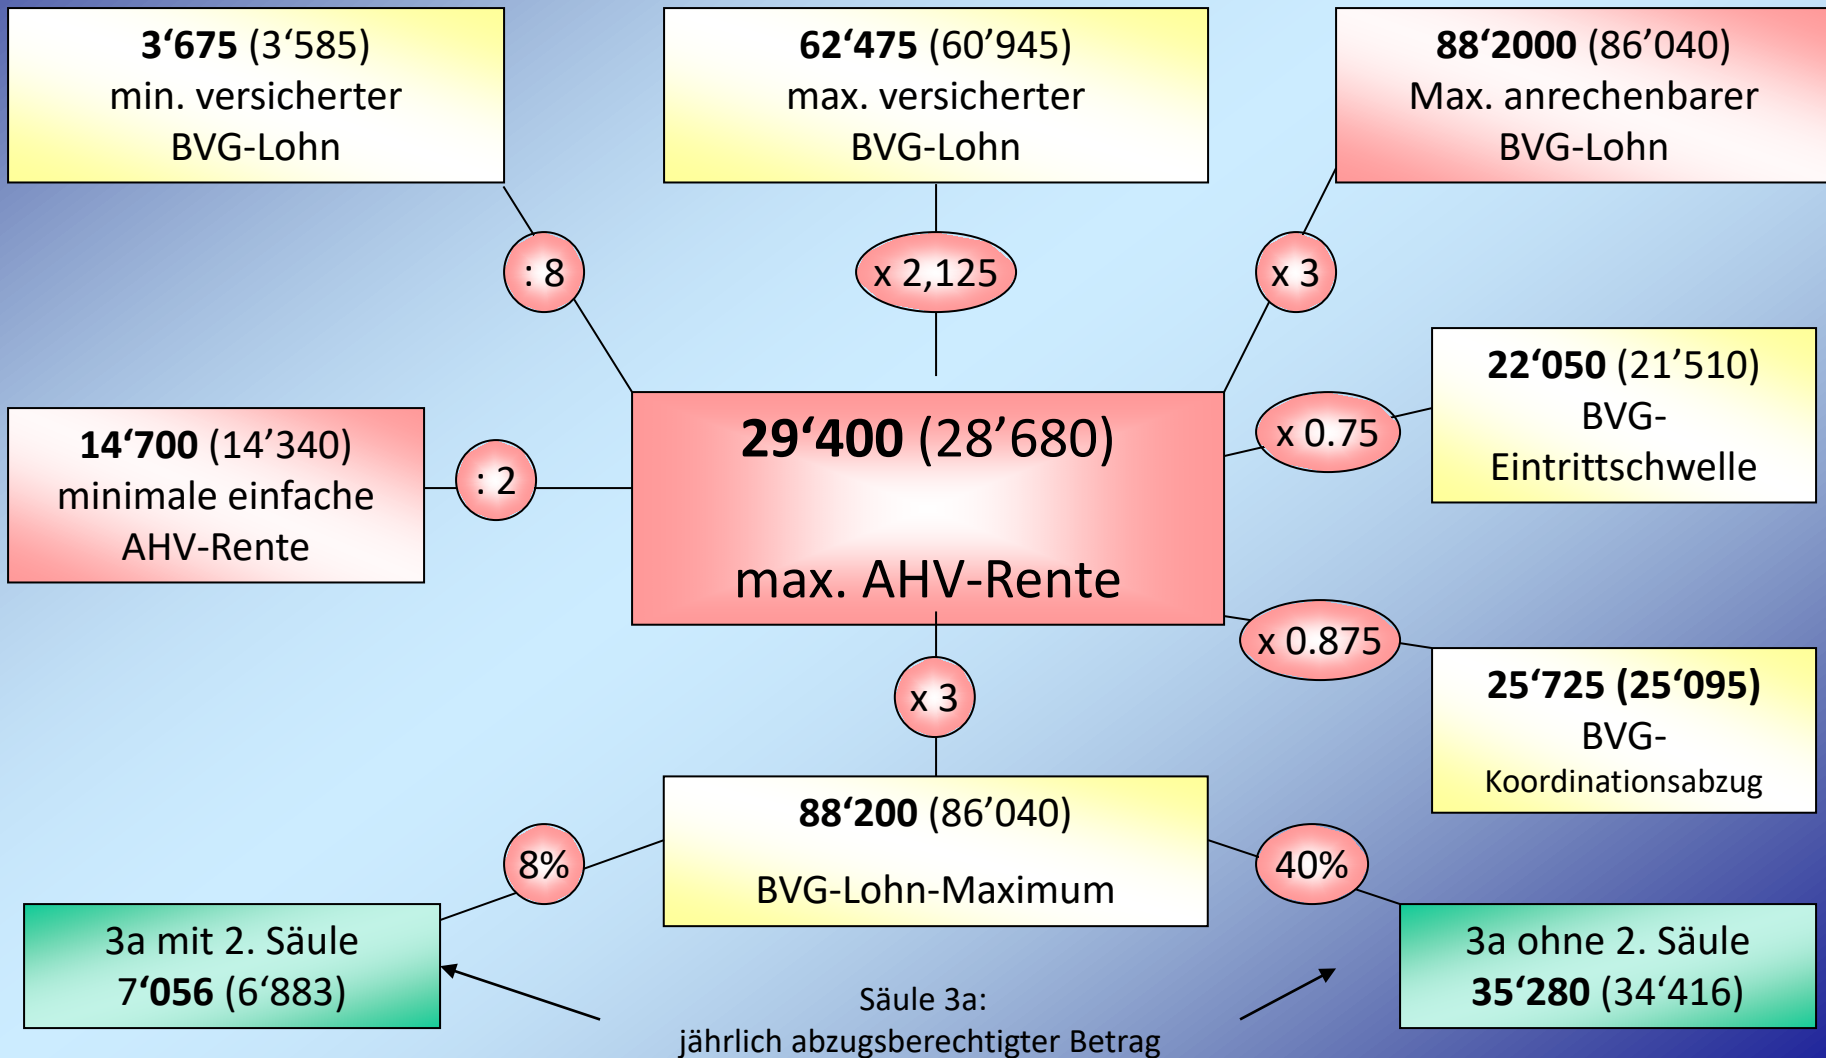 3‘675 (3‘585)
min. versicherter
BVG-Lohn
62‘475 (60’945)
max. versicherter
BVG-Lohn
88’2000 (86’040)
Max. anrechenbarer
BVG-Lohn
: 8
x 2,125
x 3
22‘050 (21’510)
BVG-
Eintrittschwelle
14‘700 (14’340)
minimale einfache
AHV-Rente
: 2
29‘400 (28’680)
max. AHV-Rente
x 0.75
x 0.875
25’725 (25‘095)
BVG-
Koordinationsabzug
x 3
88‘200 (86’040)
BVG-Lohn-Maximum
8%
40%
3a mit 2. Säule
7‘056 (6‘883)
3a ohne 2. Säule
35‘280 (34‘416)
Säule 3a:
jährlich abzugsberechtigter Betrag